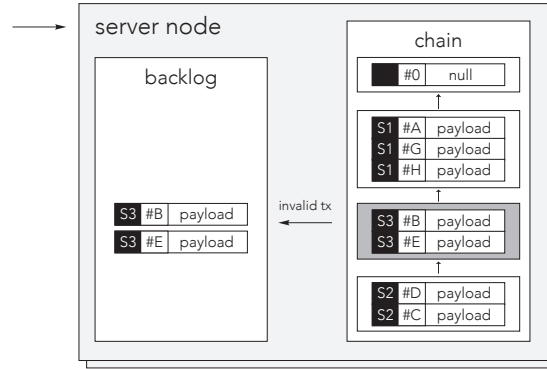 server node
backlog
S3 #B payload
S3 #E payload
invalid tx
chain
#0 null
S1 #A payload
S1 #G payload
S1 #H payload
S3 #B payload
S3 #E payload
S2 #D payload
S2 #C payload